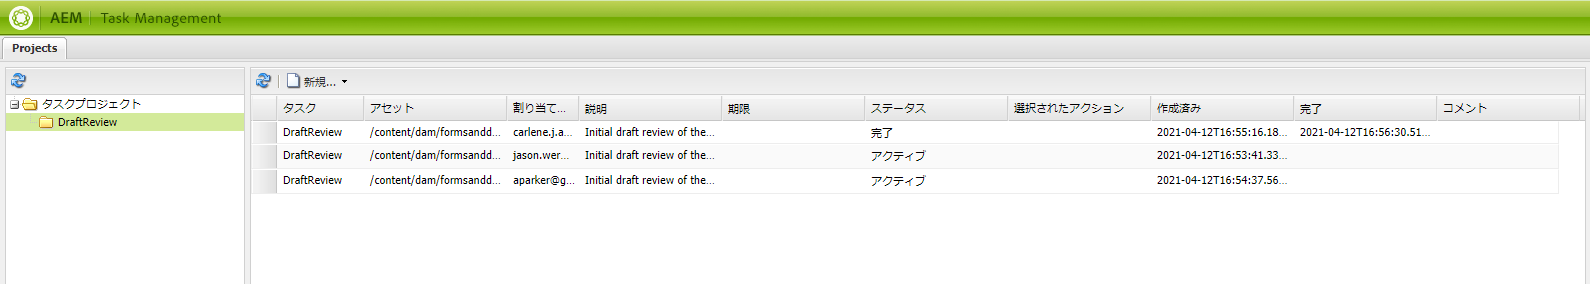 AEM Task Management
Projects
新規...
タスクプロジェクト
DraftReview
タスク アセット 割り当て... 説明 期限 ステータス 選択されたアクション 作成済み 完了 コメント
DraftReview /content/dam/formsandd... carlene.j.a... Initial draft review of the... 完了 2021-04-12T16:55:16.18... 2021-04-12T16:56:30.51...
DraftReview /content/dam/formsandd... jason.wer... Initial draft review of the... アクティブ 2021-04-12T16:53:41.33...
DraftReview /content/dam/formsandd... aparker@g... Initial draft review of the... アクティブ 2021-04-12T16:54:37.56...